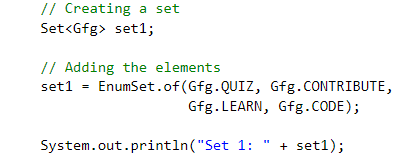 // Creating a set
Set<Gfg> set1;
// Adding the elements
set1 = EnumSet.of(Gfg.QUIZ, Gfg.CONTRIBUTE,
Gfg.LEARN, Gfg.CODE);
System.out.println("Set 1: " + set1);